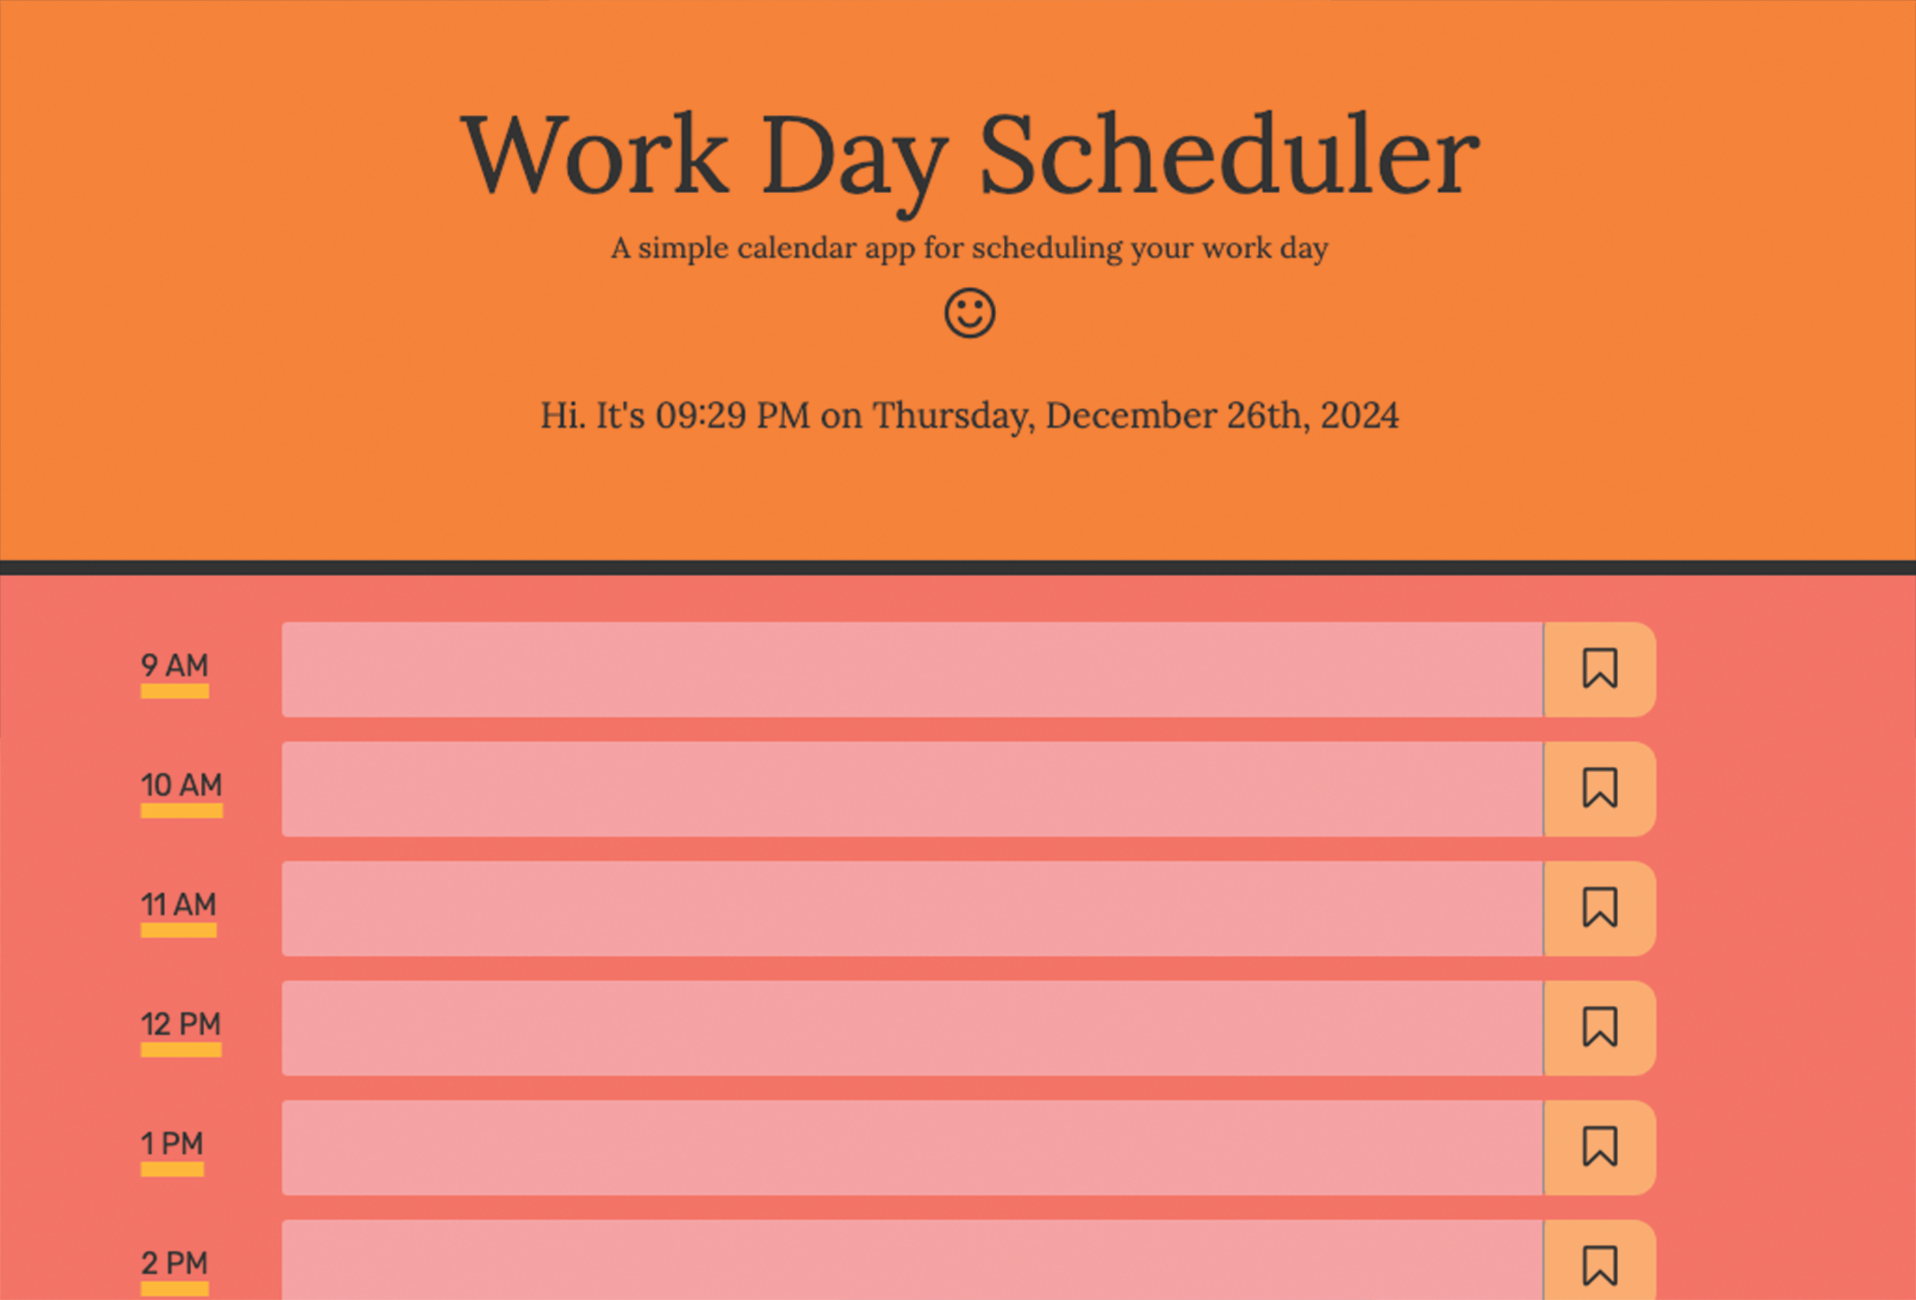 Work Day Scheduler
A simple calendar app for scheduling your work day
Hi. It's 09:29 PM on Thursday, December 26th, 2024
9 AM
10 AM
11 AM
12 PM
1 PM
2 PM